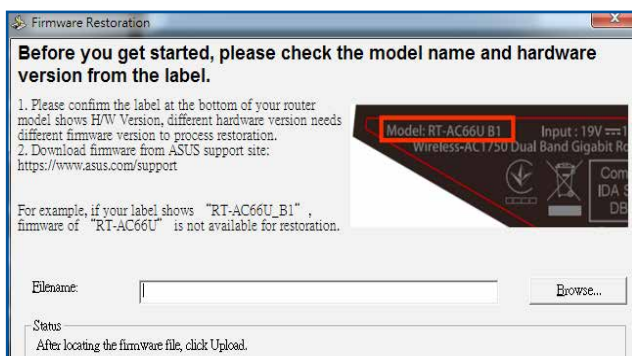 Firmware Restoration
Before you get started, please check the model name and hardware
version from the label.
1. Please confirm the label at the bottom of your router
model shows H/W Version, different hardware version needs
different firmware version to process restoration.
2. Download firmware from ASUS support site:
https://www.asus.com/support
For example, if your label shows “RT-AC66U_B1” ,
firmware of “RT-AC66U” is not available for restoration.
Model: RT-AC66U B1 Input : 19V
Wireless-AC1750 Dual Band Gigabit Ro
Com
IDA S
DB
Filename:
Browse...
Status
After locating the firmware file, click Upload.